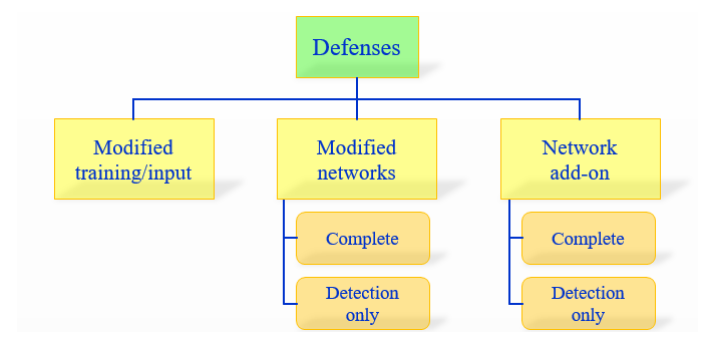 Defenses
Modified
training/input
Modified
networks
Network
add-on
Complete
Detection
only
Complete
Detection
only